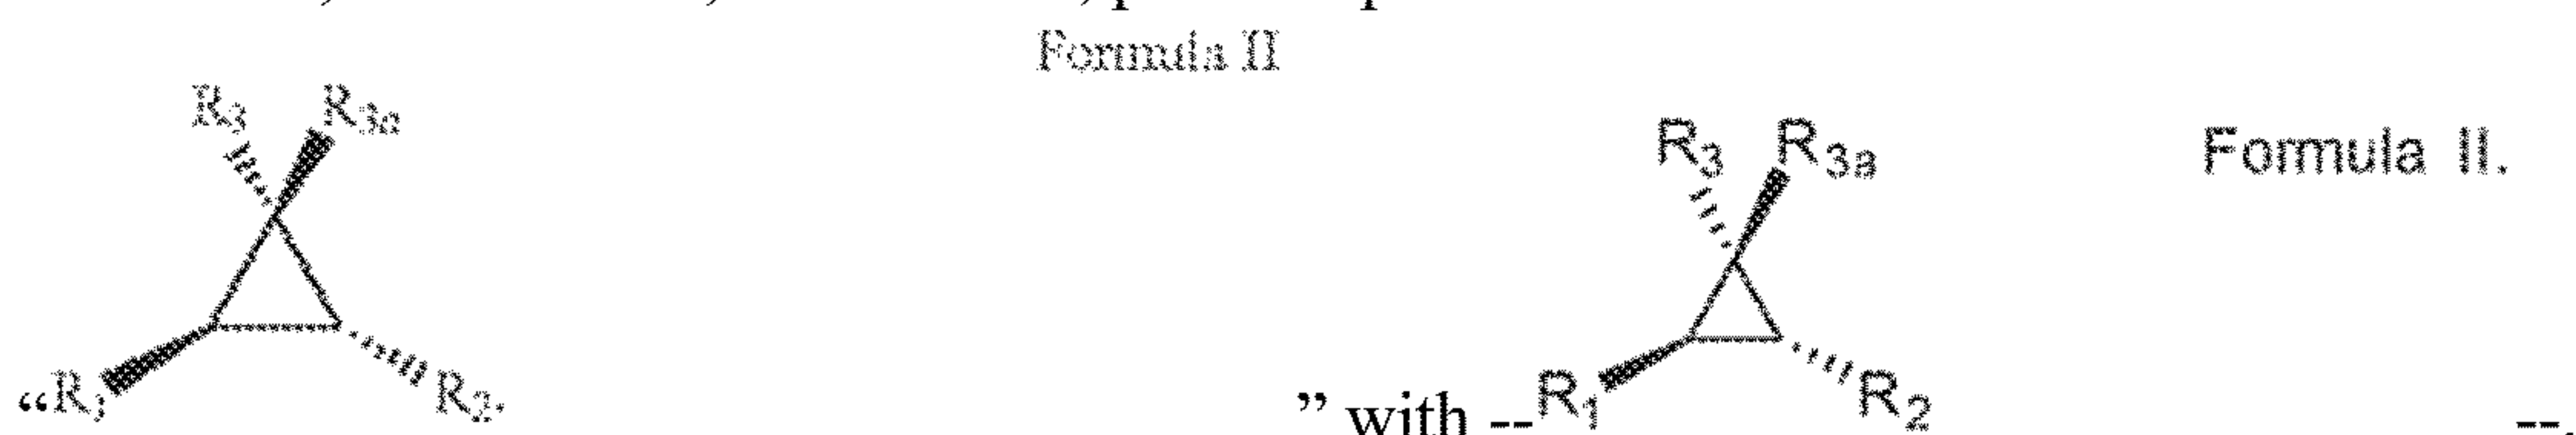 Formula II
R3 R3a
R3 R3a Formula II.
“R1 R2.
” with --R1 R2 --.